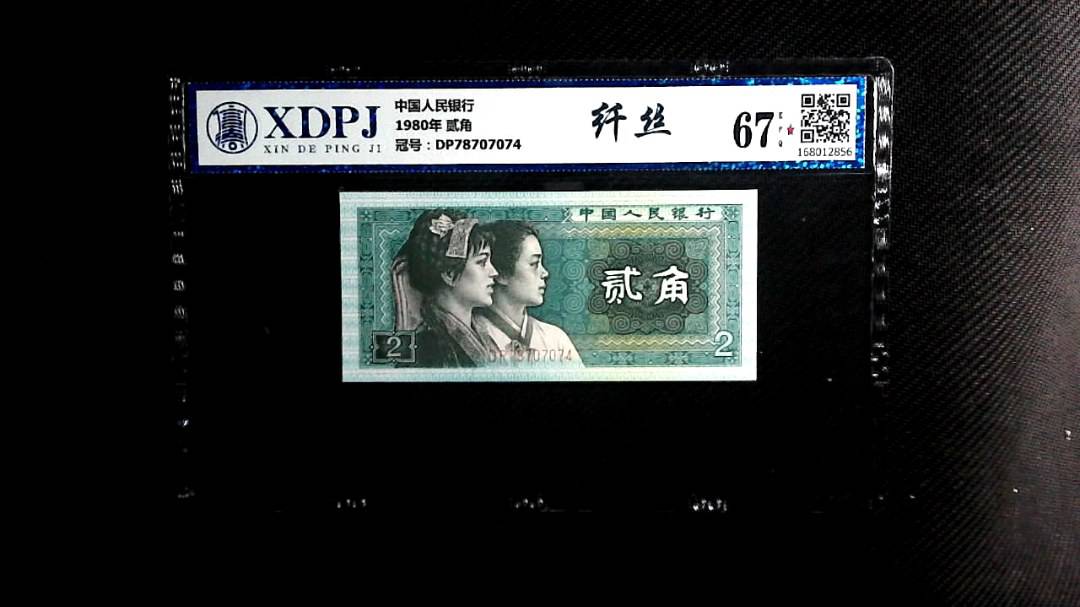 XDPJ
XIN DE PING JI
中国人民银行
1980年 贰角
冠号：DP78707074
纤丝
67
168012856
中国人民银行
贰角
2
2
DP78707074